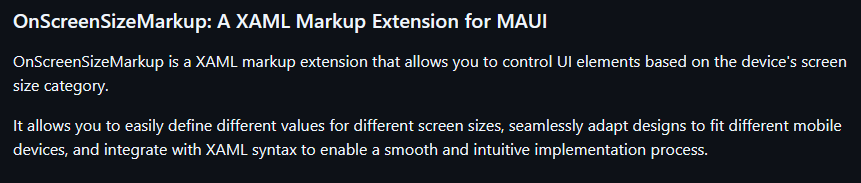 OnScreenSizeMarkup: A XAML Markup Extension for MAUI
OnScreenSizeMarkup is a XAML markup extension that allows you to control UI elements based on the device's screen
size category.
It allows you to easily define different values for different screen sizes, seamlessly adapt designs to fit different mobile
devices, and integrate with XAML syntax to enable a smooth and intuitive implementation process.